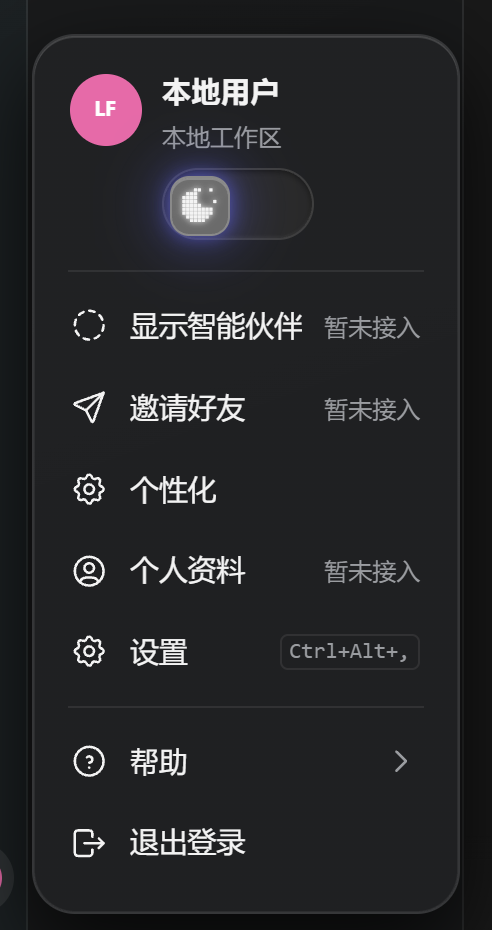 LF
本地用户
本地工作区
显示智能伙伴 暂未接入
邀请好友 暂未接入
个性化
个人资料 暂未接入
设置 Ctrl+Alt+,
帮助
退出登录